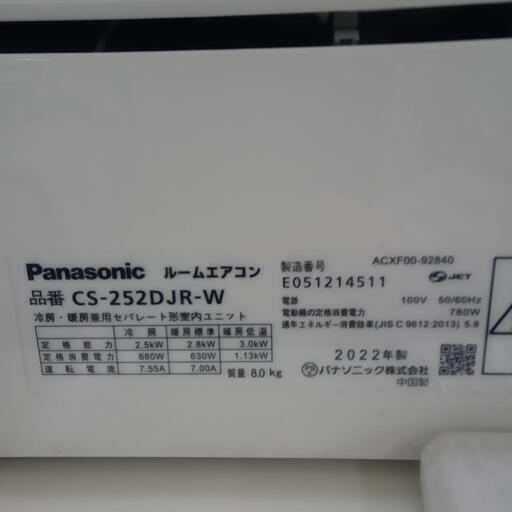 Panasonic ルームエアコン
品番 CS-252DJR-W
冷房・暖房兼用セパレート形室内ユニット
冷房 暖房標準 暖房低温
定格能力 2.5kW 2.8kW 3.0kW
定格消費電力 680W 630W 1.13kW
運転電流 7.55A 7.00A
質量 8.0kg
ACXF00-92840
製造番号
E051214511
JET
電源 100V 50/60Hz
電動機の定格消費電力 780W
通年エネルギー消費効率(JIS C 9612:2013) 5.8
2022年製
PS E
パナソニック株式会社
中国製